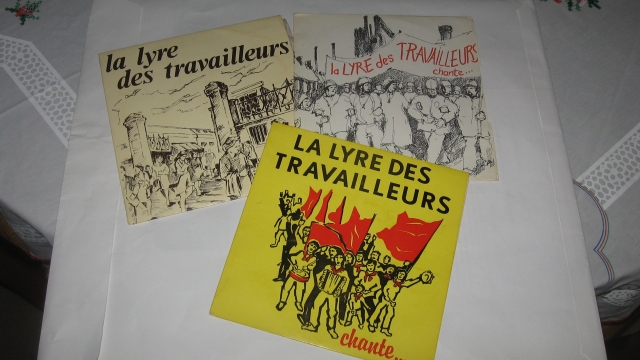 la lyre
des travailleurs
la LYRE des TRAVAILLEURS
chante...
LA LYRE DES
TRAVAILLEURS
chante...